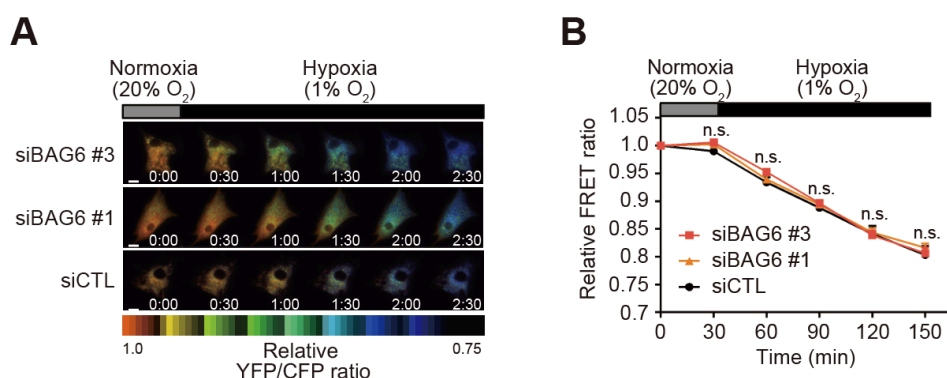 A
Normoxia
(20% O2)
Hypoxia
(1% O2)
siBAG6 #3
0:00 0:30 1:00 1:30 2:00 2:30
siBAG6 #1
0:00 0:30 1:00 1:30 2:00 2:30
siCTL
0:00 0:30 1:00 1:30 2:00 2:30
1.0
Relative
YFP/CFP ratio
0.75
B
Normoxia
(20% O2)
Hypoxia
(1% O2)
Relative FRET ratio
1.05
1.0
0.95
0.9
0.85
0.8
0.75
0.7
n.s.
n.s.
n.s.
n.s.
n.s.
siBAG6 #3
siBAG6 #1
siCTL
0 30 60 90 120 150
Time (min)